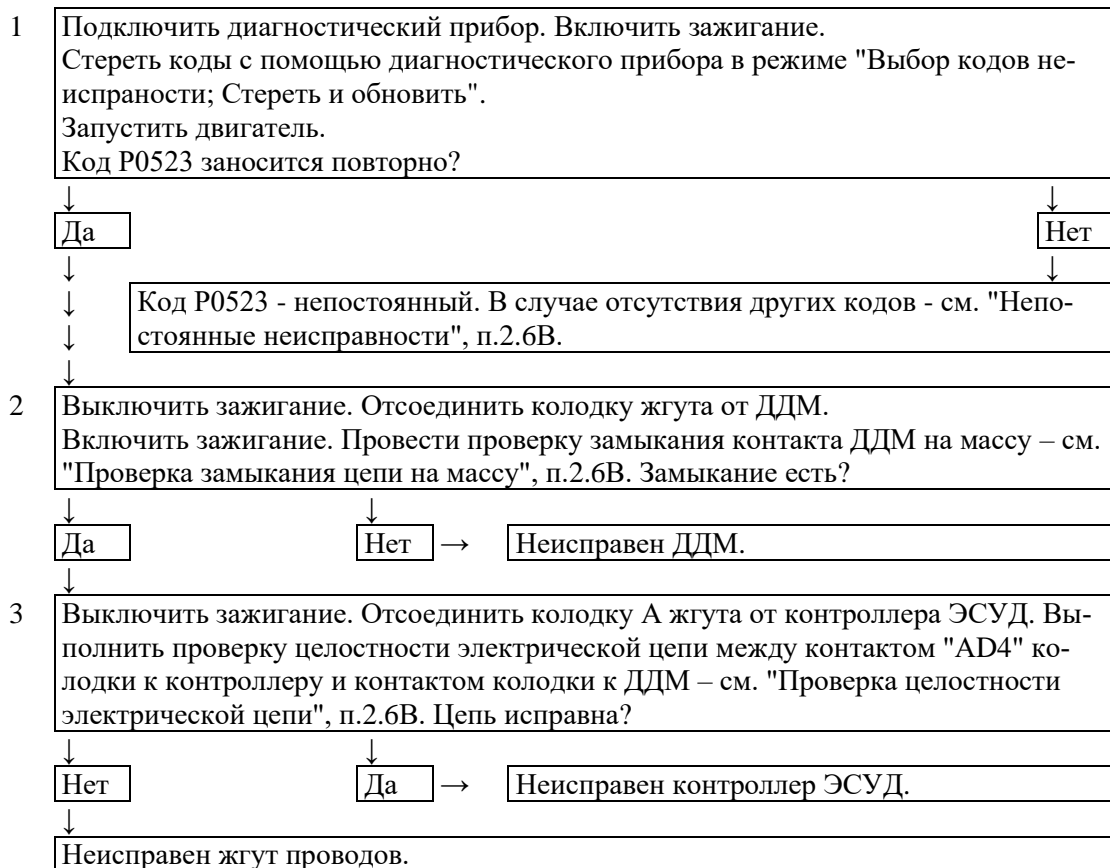 1 Подключить диагностический прибор. Включить зажигание.
Стереть коды с помощью диагностического прибора в режиме "Выбор кодов не-
испраности; Стереть и обновить".
Запустить двигатель.
Код Р0523 заносится повторно?
↓ ↓
Да Нет
↓ ↓
↓ Код Р0523 - непостоянный. В случае отсутствия других кодов - см. "Непо-
↓ стоянные неисправности", п.2.6В.
↓
2 Выключить зажигание. Отсоединить колодку жгута от ДДМ.
Включить зажигание. Провести проверку замыкания контакта ДДМ на массу – см.
"Проверка замыкания цепи на массу", п.2.6В. Замыкание есть?
↓ ↓
Да Нет → Неисправен ДДМ.
↓
3 Выключить зажигание. Отсоединить колодку А жгута от контроллера ЭСУД. Вы-
полнить проверку целостности электрической цепи между контактом "AD4" ко-
лодки к контроллеру и контактом колодки к ДДМ – см. "Проверка целостности
электрической цепи", п.2.6В. Цепь исправна?
↓ ↓
Нет Да → Неисправен контроллер ЭСУД.
↓
Неисправен жгут проводов.